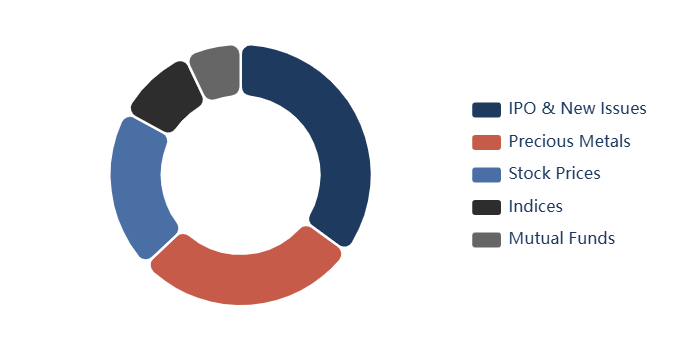 IPO & New Issues
Precious Metals
Stock Prices
Indices
Mutual Funds